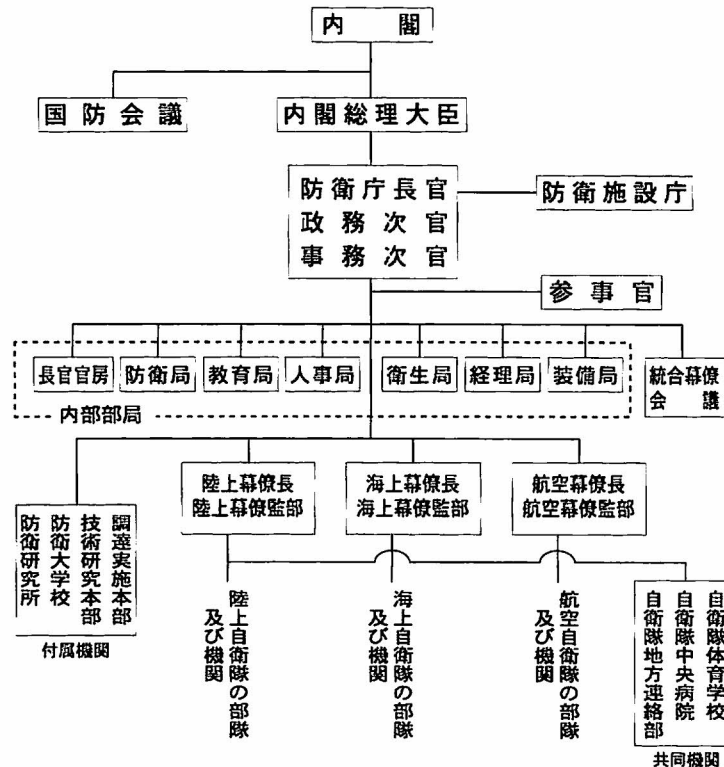 内閣
国防会議
内閣総理大臣
防衛庁長官
政務次官
事務次官
防衛施設庁
参事官
長官官房
防衛局
教育局
人事局
衛生局
経理局
装備局
統合幕僚
会議
内部部局
陸上幕僚長
陸上幕僚監部
海上幕僚長
海上幕僚監部
航空幕僚長
航空幕僚監部
調達実施本部
技術研究本部
防衛大学校
防衛研究所
付属機関
陸上自衛隊の部隊
及び機関
海上自衛隊の部隊
及び機関
航空自衛隊の部隊
及び機関
自衛隊体育学校
自衛隊中央病院
自衛隊地方連絡部
共同機関